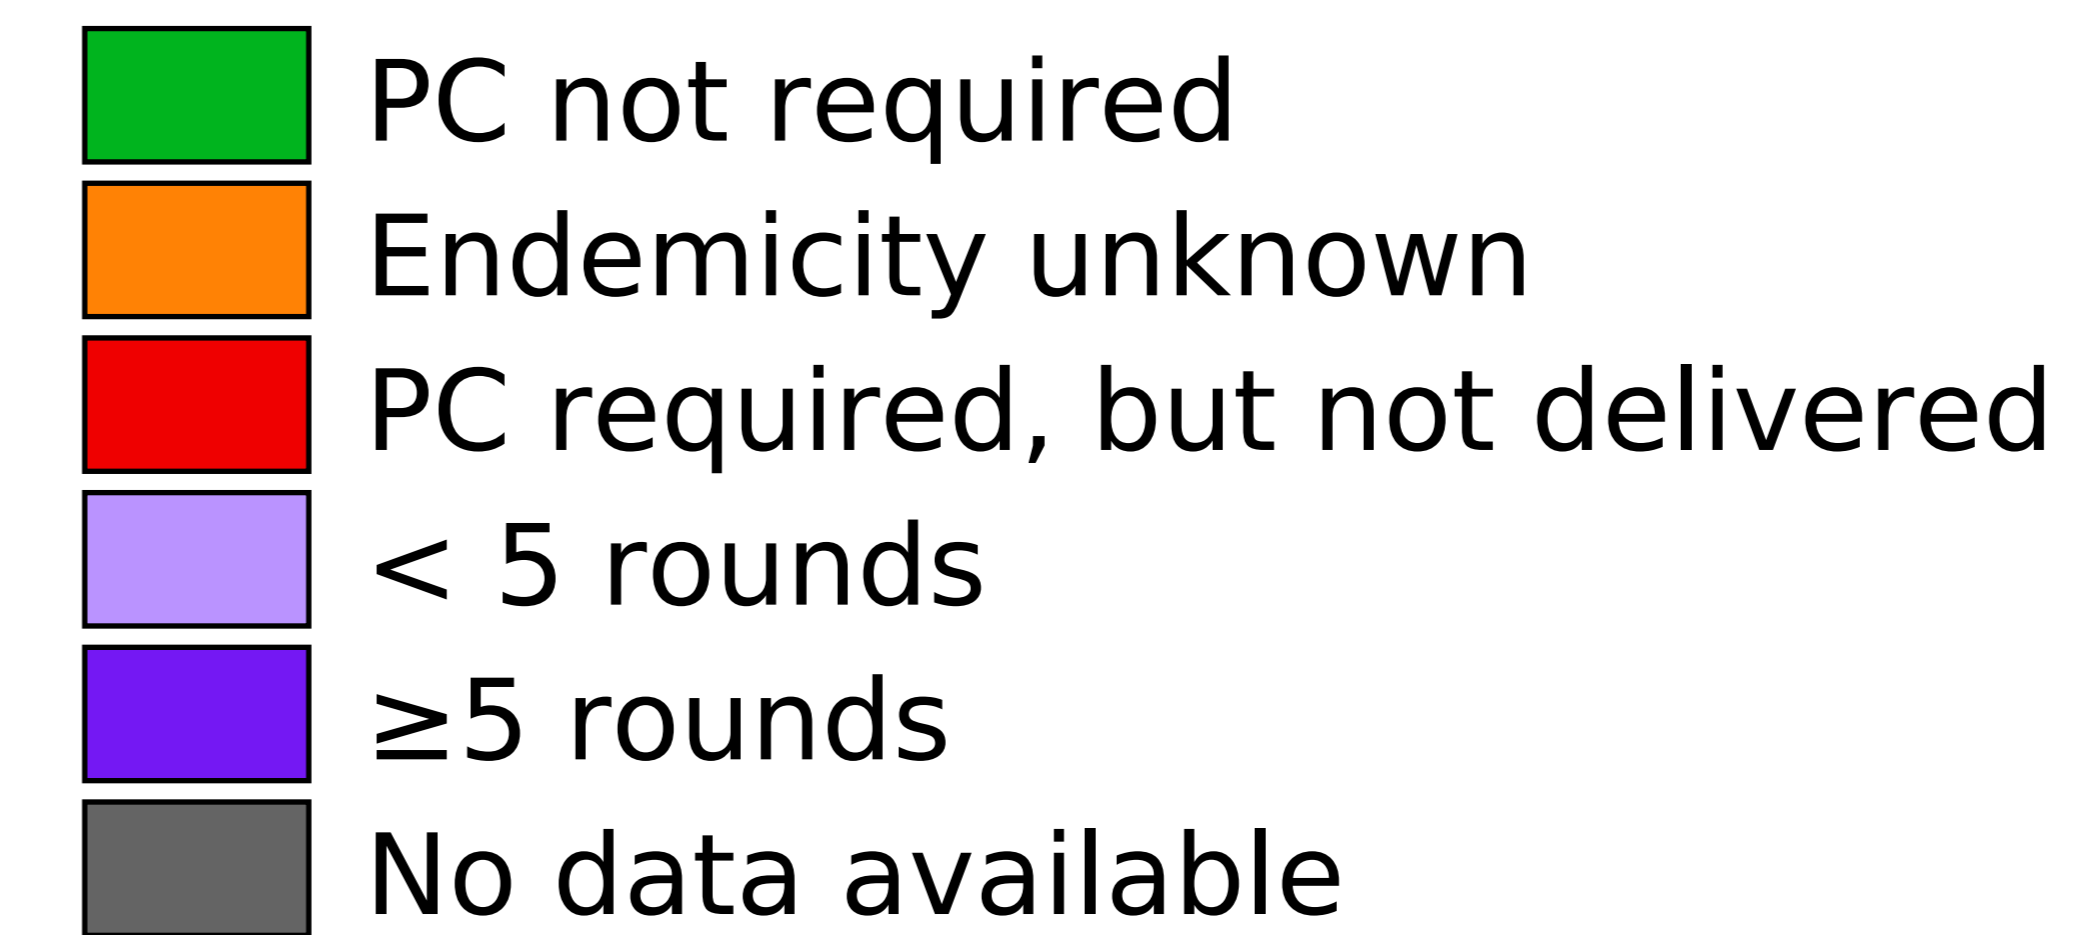 PC not required
Endemicity unknown
PC required, but not delivered
< 5 rounds
≥5 rounds
No data available